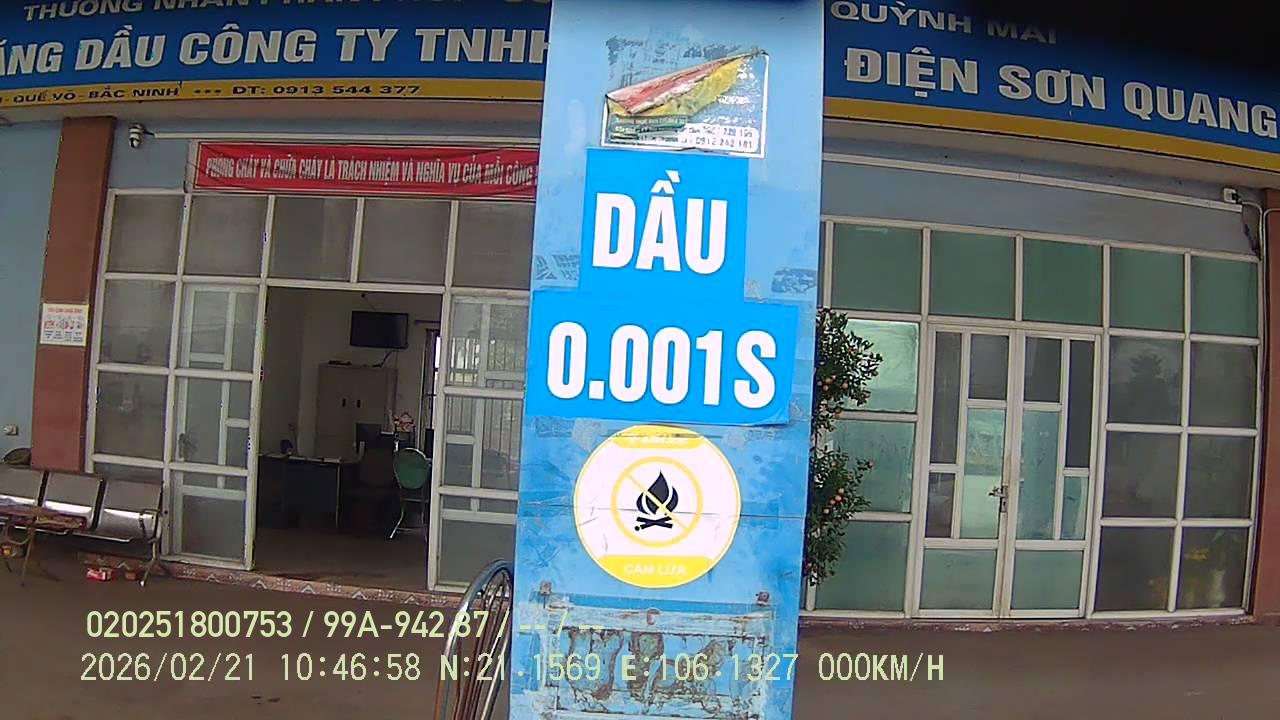 THƯƠNG NHÂN PHÂN PHỐI
QUỲNH MAI
ĂNG DẦU CÔNG TY TNHH
ĐIỆN SƠN QUANG
QUẾ VÕ - BẮC NINH ••• ĐT: 0913 544 377
PHÒNG CHÁY VÀ CHỮA CHÁY LÀ TRÁCH NHIỆM VÀ NGHĨA VỤ CỦA MỖI CÔNG
DẦU
0.001S
CẤM LỬA
020251800753 / 99A-942.87 / -- / --
2026/02/21 10:46:58 N:21.1569 E:106.1327 000KM/H